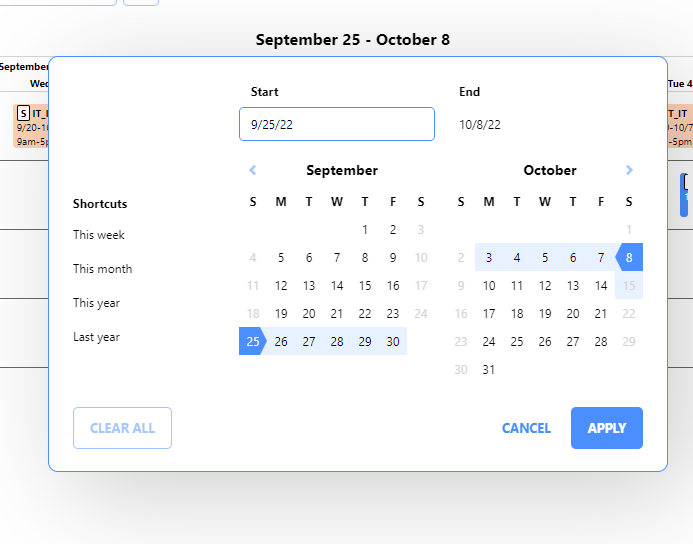 September 25 - October 8
September
Wed
Tue 4
S IT_I
T_IT
9/20-10
0-10/7
9am-5p
-5pm
Start End
9/25/22 10/8/22
September October
S M T W T F S S M T W T F S
Shortcuts
1 2 3 1
This week
4 5 6 7 8 9 10 2 3 4 5 6 7 8
This month
11 12 13 14 15 16 17 9 10 11 12 13 14 15
This year
18 19 20 21 22 23 24 16 17 18 19 20 21 22
Last year
25 26 27 28 29 30 23 24 25 26 27 28 29
30 31
CLEAR ALL CANCEL APPLY